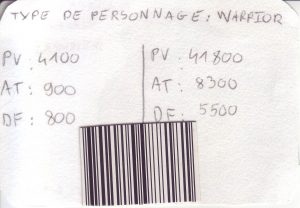 TYPE DE PERSONNAGE: WARRIOR
PV: 4100
AT: 900
DF: 800
PV: 41800
AT: 8300
DF: 5500